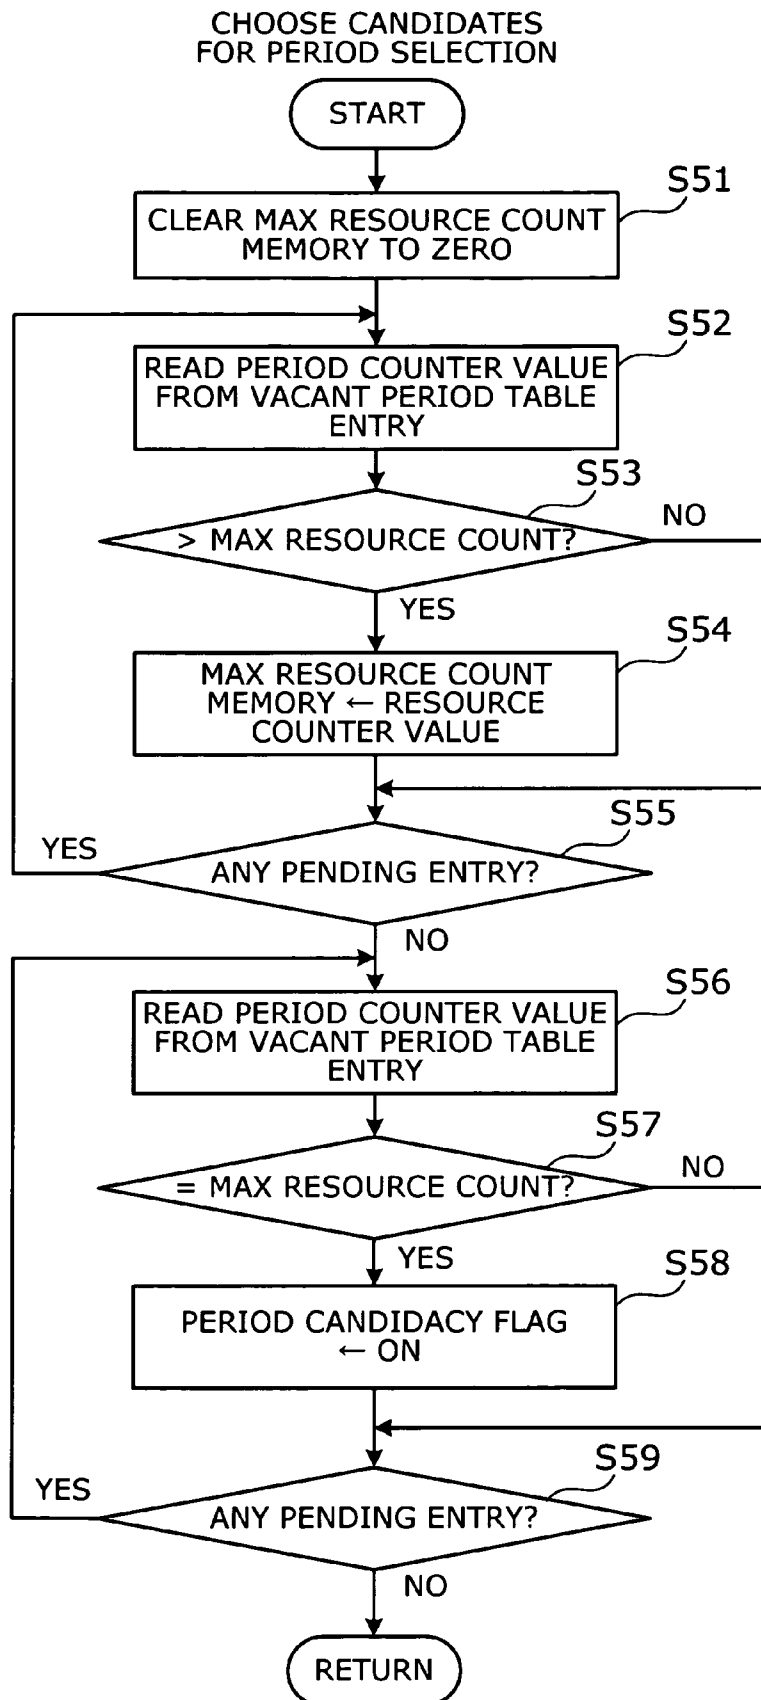 CHOOSE CANDIDATES
FOR PERIOD SELECTION
START
S51
CLEAR MAX RESOURCE COUNT
MEMORY TO ZERO
S52
READ PERIOD COUNTER VALUE
FROM VACANT PERIOD TABLE
ENTRY
S53
> MAX RESOURCE COUNT?
NO
YES
S54
MAX RESOURCE COUNT
MEMORY ← RESOURCE
COUNTER VALUE
S55
YES
ANY PENDING ENTRY?
NO
S56
READ PERIOD COUNTER VALUE
FROM VACANT PERIOD TABLE
ENTRY
S57
= MAX RESOURCE COUNT?
NO
YES
S58
PERIOD CANDIDACY FLAG
← ON
S59
YES
ANY PENDING ENTRY?
NO
RETURN